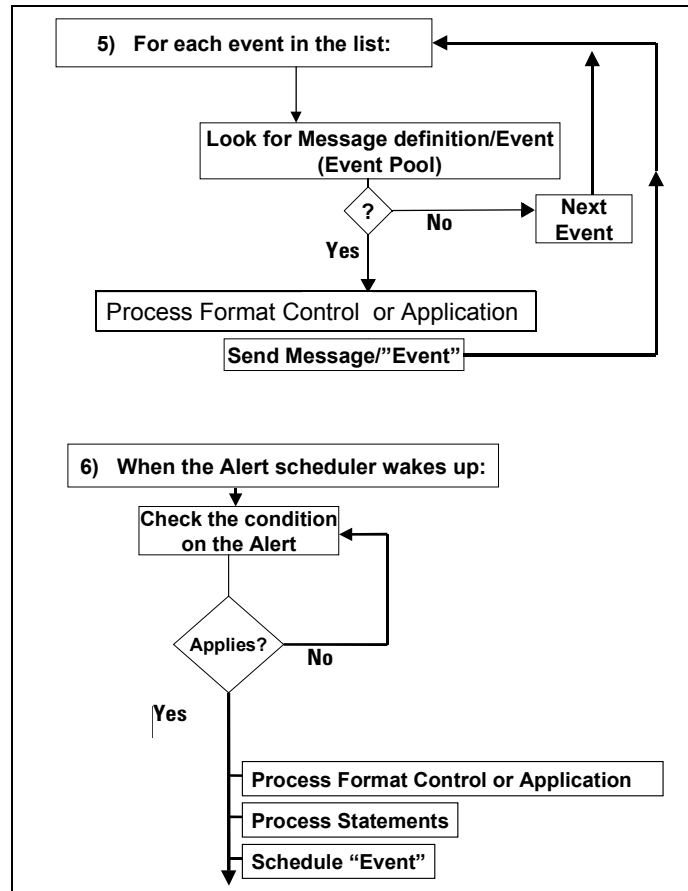 5) For each event in the list:
Look for Message definition/Event
(Event Pool)
?
No
Next
Event
Yes
Process Format Control or Application
Send Message/”Event”
6) When the Alert scheduler wakes up:
Check the condition
on the Alert
Applies?
No
Yes
Process Format Control or Application
Process Statements
Schedule “Event”